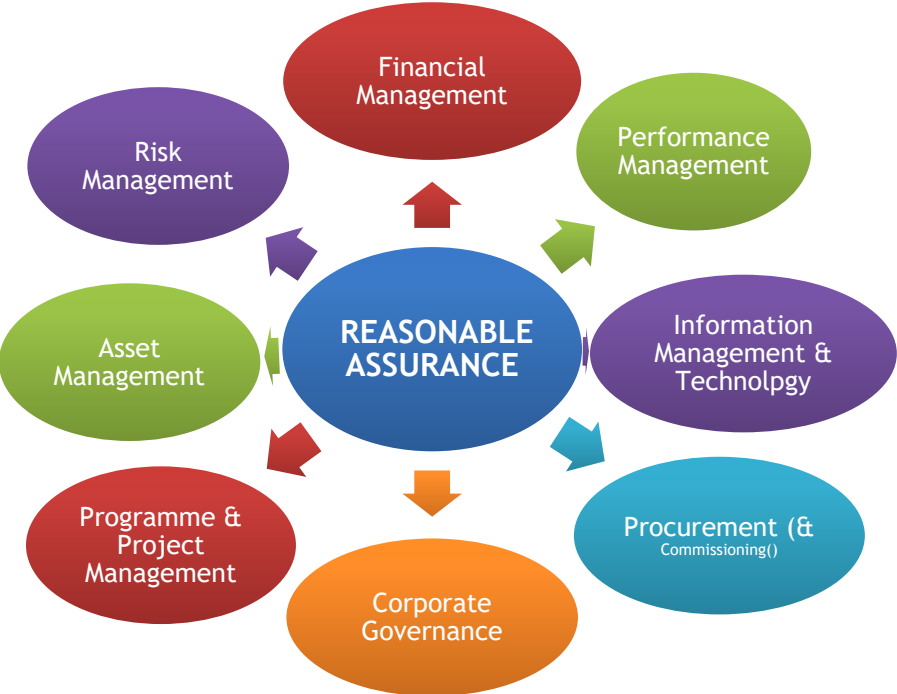 Financial
Management
Performance
Management
Risk
Management
REASONABLE
ASSURANCE
Information
Management &
Technolpgy
Asset
Management
Procurement (&
Commissioning()
Programme &
Project
Management
Corporate
Governance